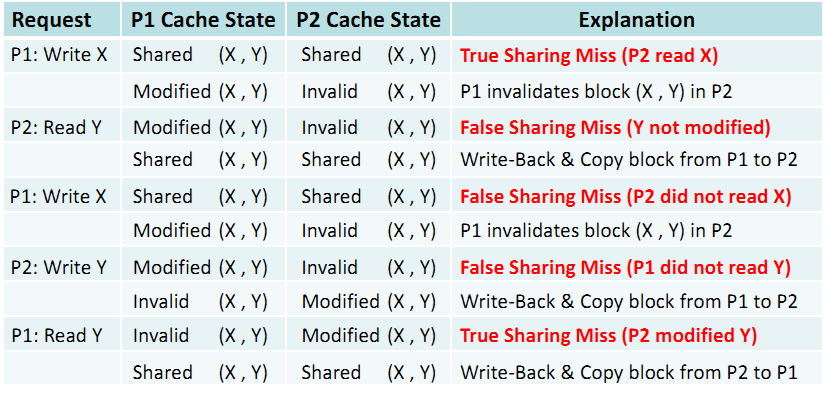 Request P1 Cache State P2 Cache State Explanation
P1: Write X Shared (X , Y) Shared (X , Y) True Sharing Miss (P2 read X)
Modified (X , Y) Invalid (X , Y) P1 invalidates block (X , Y) in P2
P2: Read Y Modified (X , Y) Invalid (X , Y) False Sharing Miss (Y not modified)
Shared (X , Y) Shared (X , Y) Write-Back & Copy block from P1 to P2
P1: Write X Shared (X , Y) Shared (X , Y) False Sharing Miss (P2 did not read X)
Modified (X , Y) Invalid (X , Y) P1 invalidates block (X , Y) in P2
P2: Write Y Modified (X , Y) Invalid (X , Y) False Sharing Miss (P1 did not read Y)
Invalid (X , Y) Modified (X , Y) Write-Back & Copy block from P1 to P2
P1: Read Y Invalid (X , Y) Modified (X , Y) True Sharing Miss (P2 modified Y)
Shared (X , Y) Shared (X , Y) Write-Back & Copy block from P2 to P1